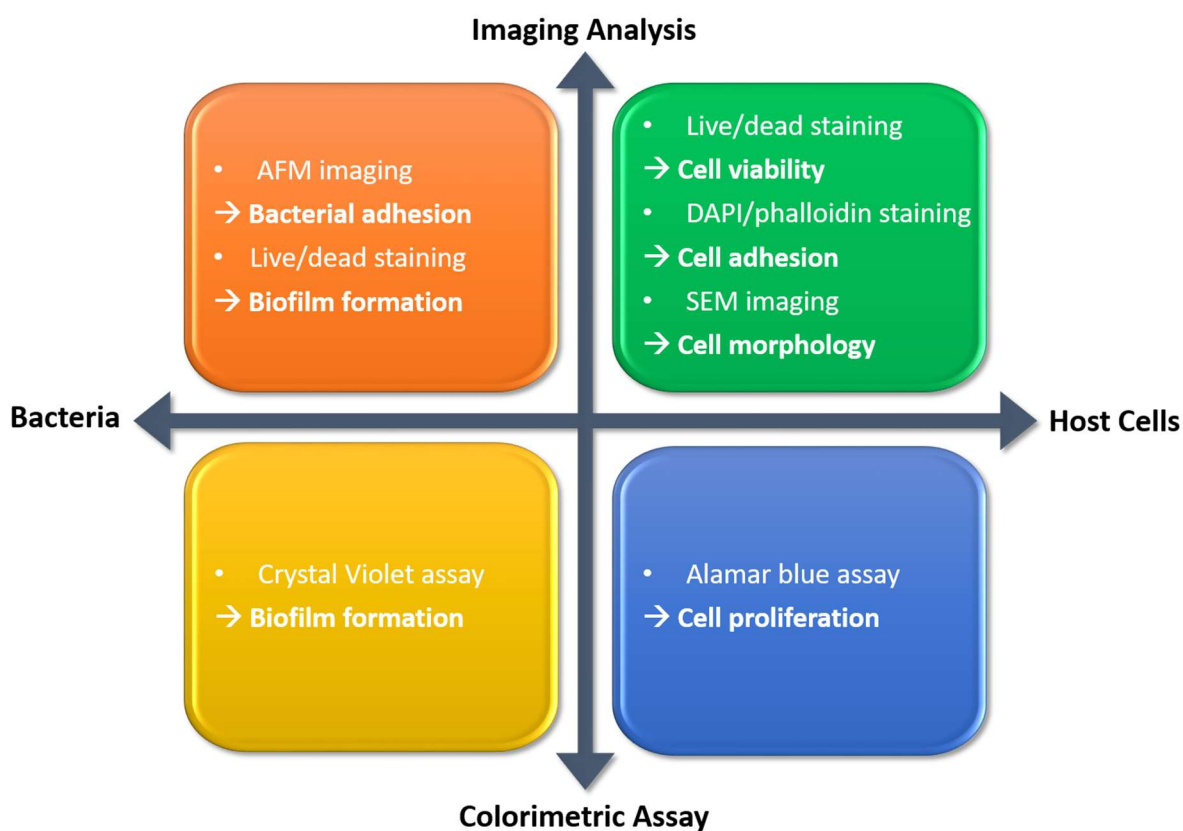 Imaging Analysis
• AFM imaging
→ Bacterial adhesion
• Live/dead staining
→ Biofilm formation
• Live/dead staining
→ Cell viability
• DAPI/phalloidin staining
→ Cell adhesion
• SEM imaging
→ Cell morphology
Bacteria
Host Cells
• Crystal Violet assay
→ Biofilm formation
• Alamar blue assay
→ Cell proliferation
Colorimetric Assay